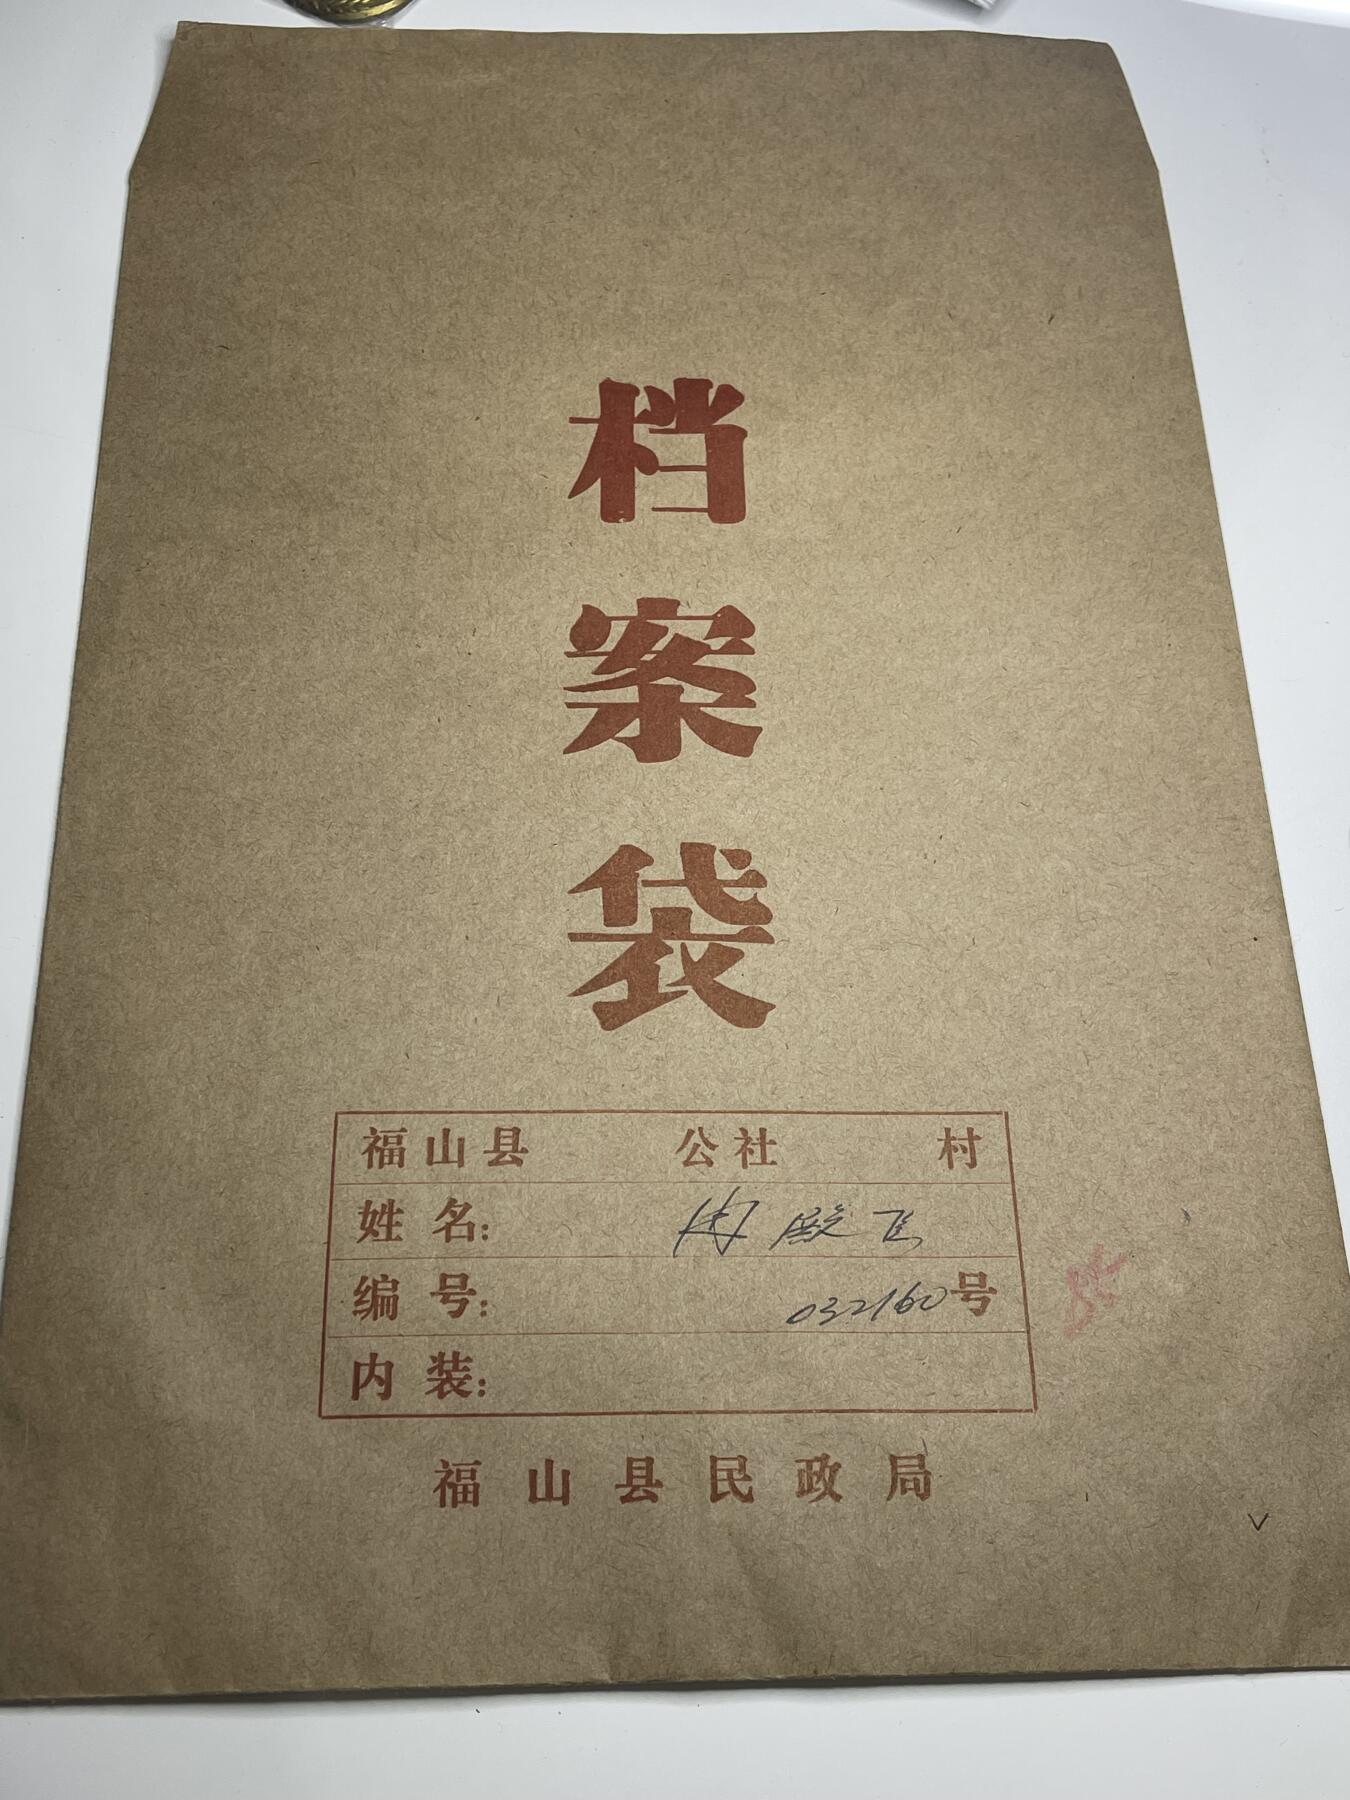 档
案
袋
福山县 公社 村
姓名: 殿飞
编号: 032160号
内装:
福山县民政局